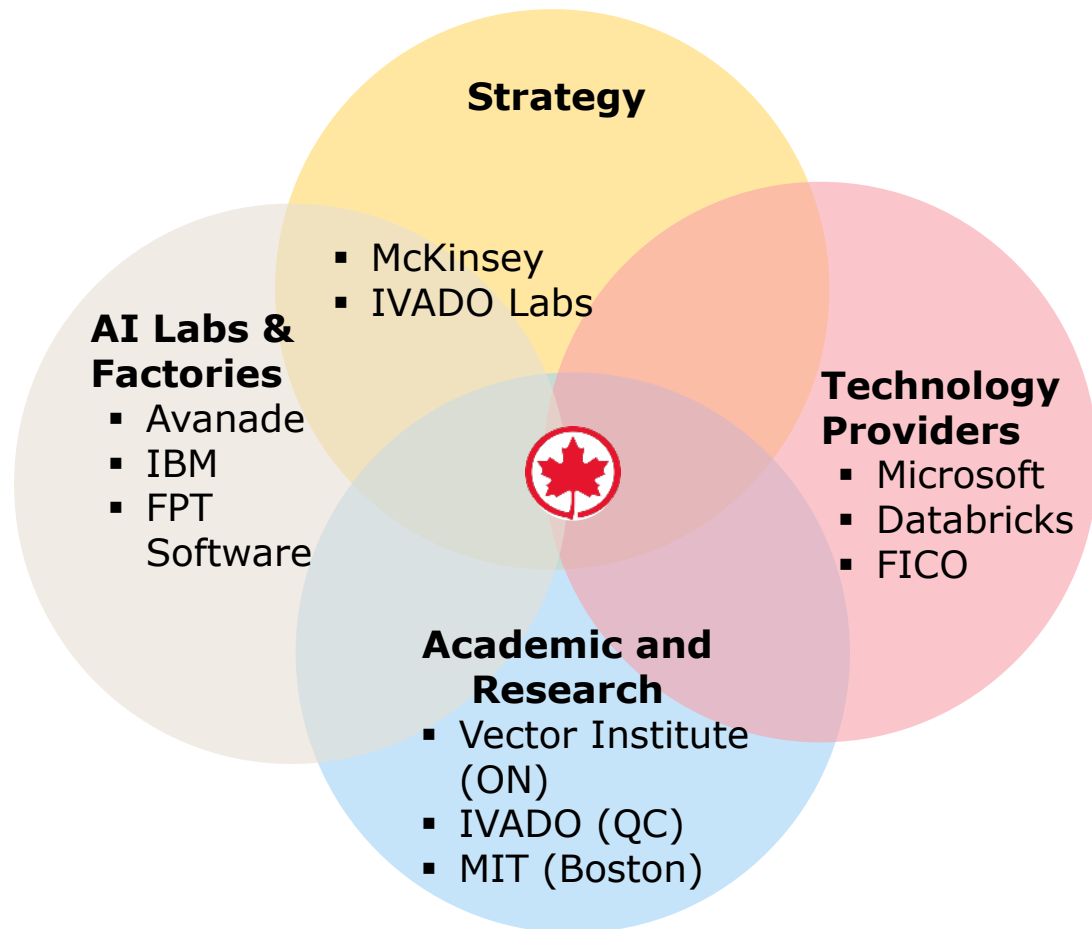 Strategy
▪ McKinsey
▪ IVADO Labs
AI Labs &
Factories
▪ Avanade
▪ IBM
▪ FPT
Software
Technology
Providers
▪ Microsoft
▪ Databricks
▪ FICO
Academic and
Research
▪ Vector Institute
(ON)
▪ IVADO (QC)
▪ MIT (Boston)